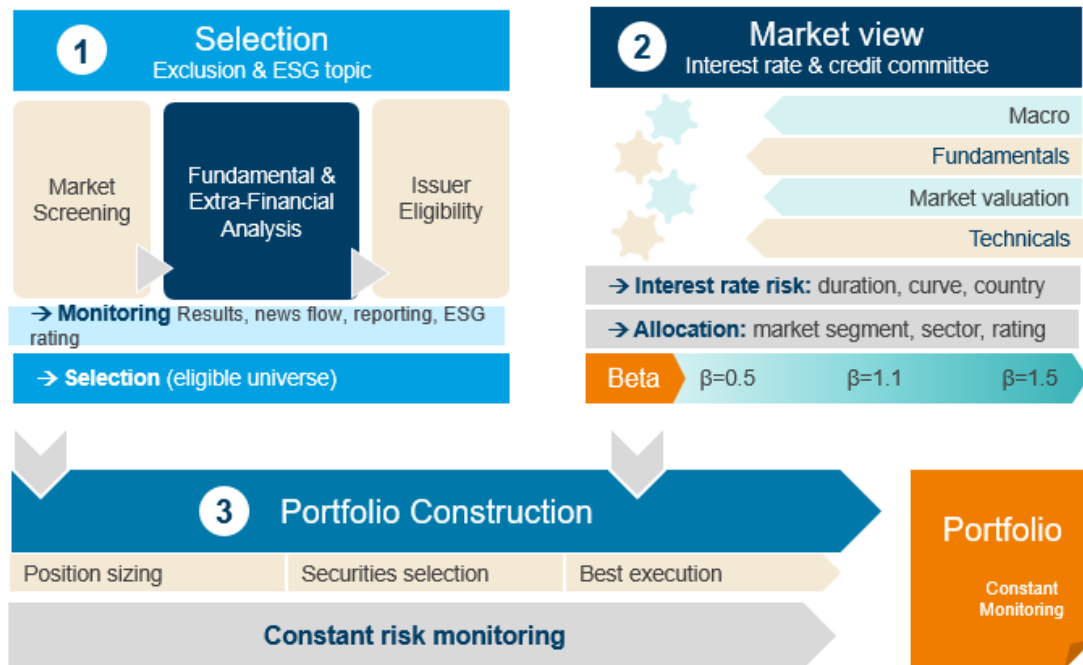 1
Selection
Exclusion & ESG topic
Market
Screening
Fundamental &
Extra-Financial
Analysis
Issuer
Eligibility
→ Monitoring Results, news flow, reporting, ESG
rating
→ Selection (eligible universe)
2
Market view
Interest rate & credit committee
Macro
Fundamentals
Market valuation
Technicals
→ Interest rate risk: duration, curve, country
→ Allocation: market segment, sector, rating
Beta β=0.5 β=1.1 β=1.5
3 Portfolio Construction
Position sizing Securities selection Best execution
Constant risk monitoring
Portfolio
Constant
Monitoring